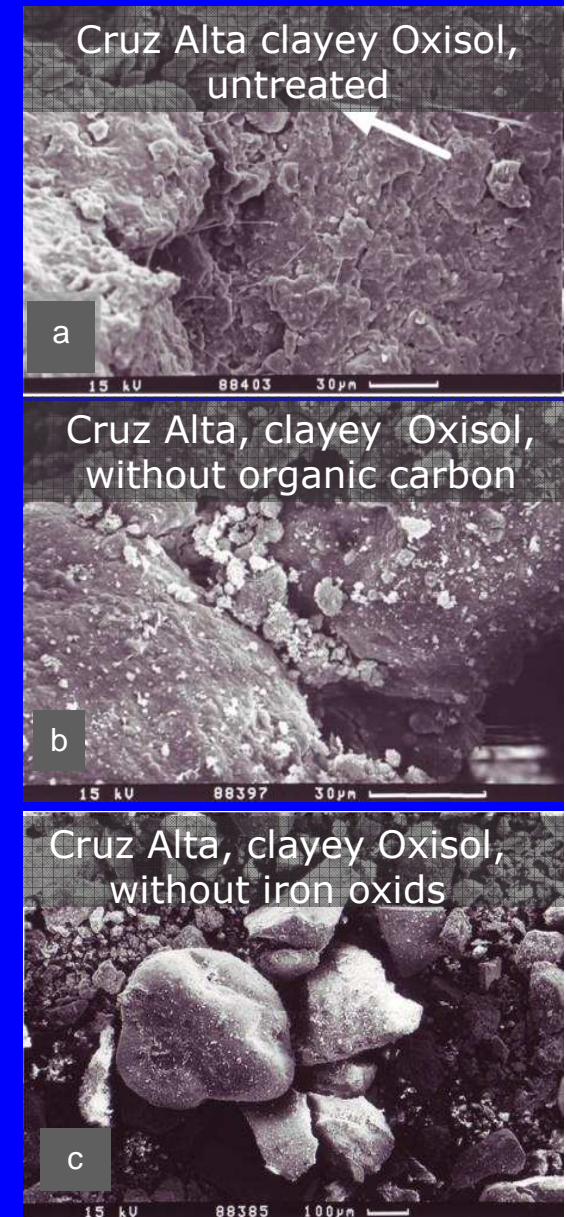 Cruz Alta clayey Oxisol,
untreated
a
15 kV 88403 30µm
Cruz Alta, clayey Oxisol,
without organic carbon
b
15 kV 88397 30µm
Cruz Alta, clayey Oxisol,
without iron oxids
c
15 kV 88385 100µm